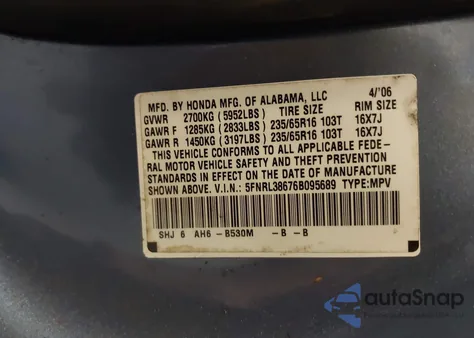 MFD. BY HONDA MFG. OF ALABAMA, LLC 4/'06
GVWR 2700KG (5952LBS) TIRE SIZE RIM SIZE
GAWR F 1285KG (2833LBS) 235/65R16 103T 16X7J
GAWR R 1450KG (3197LBS) 235/65R16 103T 16X7J
THIS VEHICLE CONFORMS TO ALL APPLICABLE FEDE-
RAL MOTOR VEHICLE SAFETY AND THEFT PREVENTION
STANDARDS IN EFFECT ON THE DATE OF MANUFACTURE
SHOWN ABOVE. V.I.N.: 5FNRL38676B095689 TYPE:MPV
SHJ 6 AH6 - B530M - B - B
autoSnap